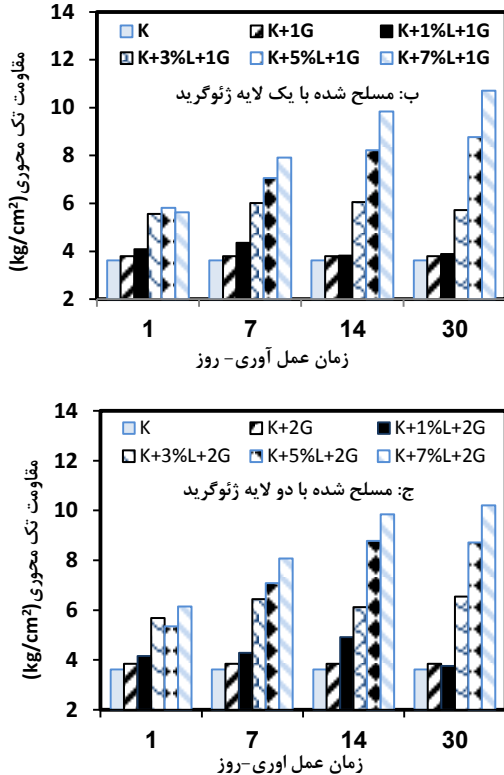 14
12
10
8
6
4
2
مقاومت تک محوری (kg/cm²)
K K+1G K+1%L+1G
K+3%L+1G K+5%L+1G K+7%L+1G
ب: مسلح شده با یک لایه ژئوگرید
1 7 14 30
زمان عمل آوری- روز
14
12
10
8
6
4
2
مقاومت تک محوری (kg/cm²)
K K+2G K+1%L+2G
K+3%L+2G K+5%L+2G K+7%L+2G
ج: مسلح شده با دو لایه ژئوگرید
1 7 14 30
زمان عمل اوری-روز